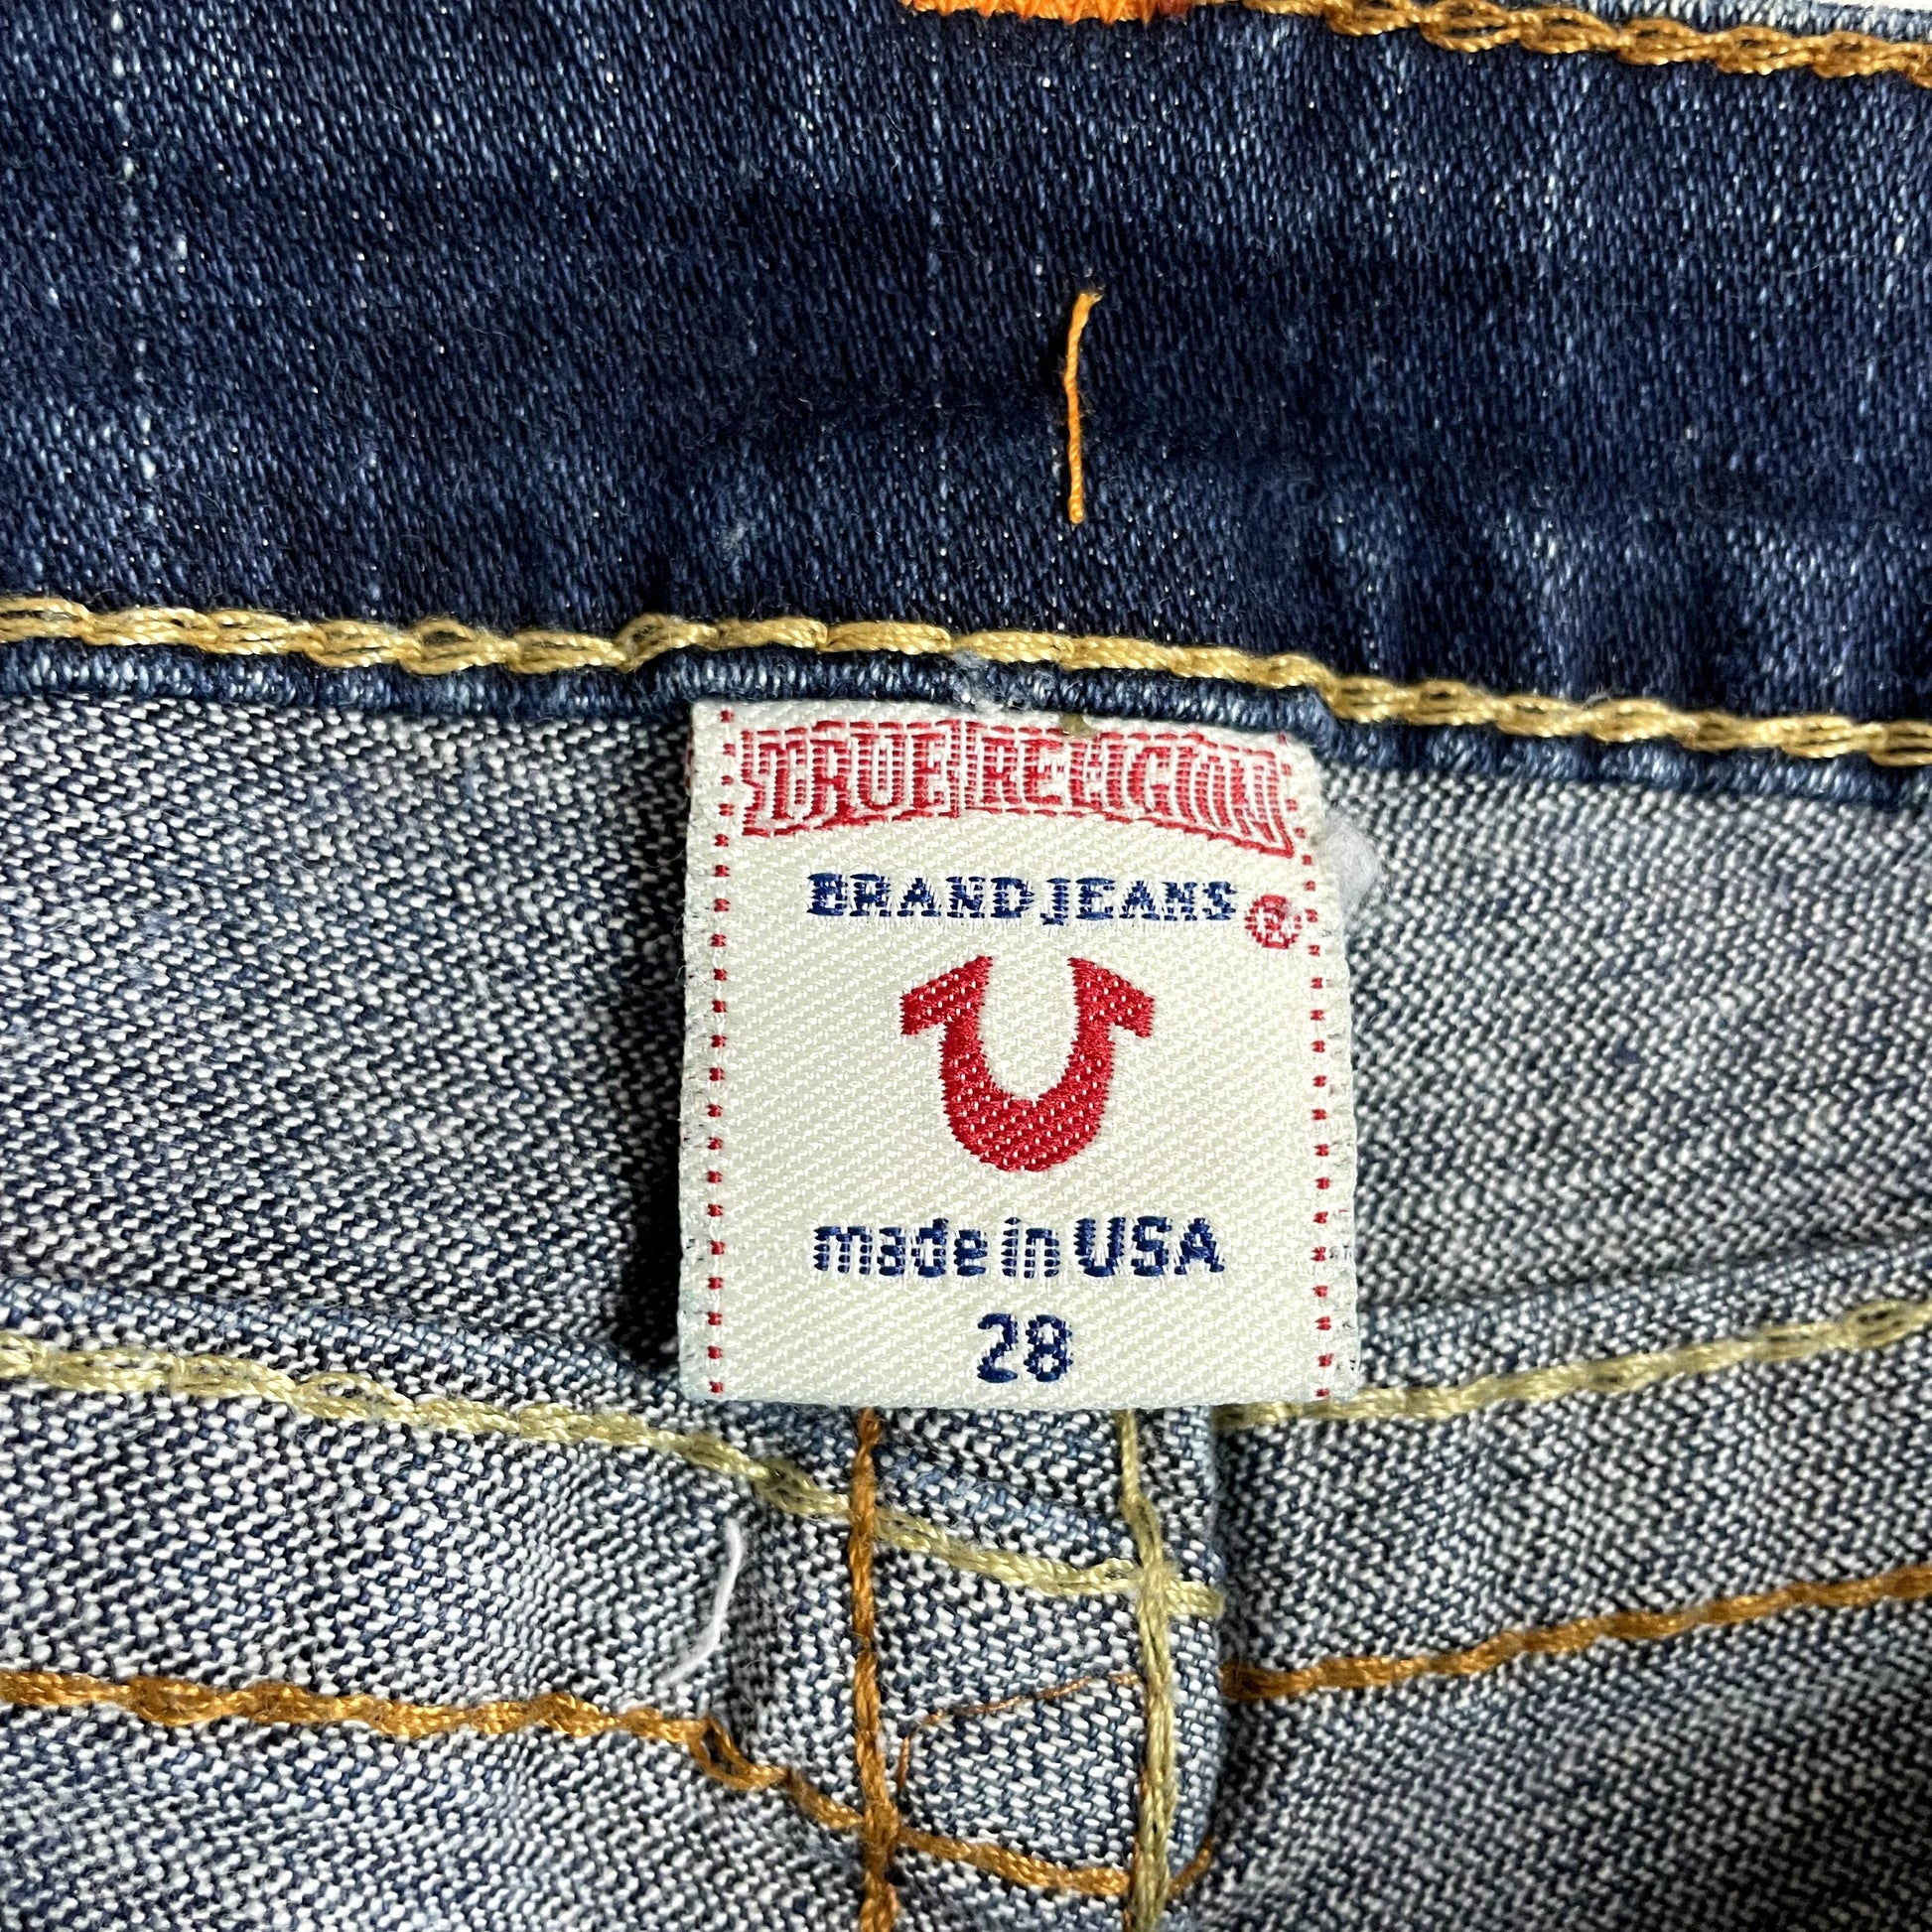 TRUE RELIGION
BRAND JEANS ®
made in USA
28